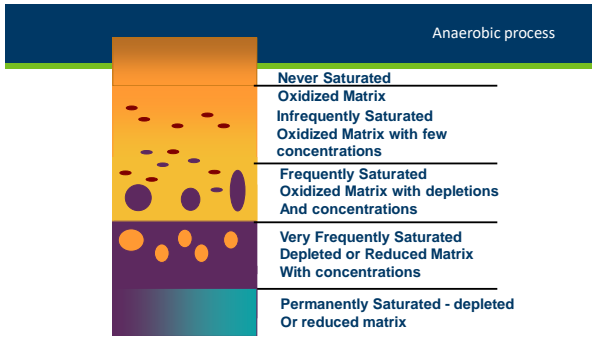 Anaerobic process
Never Saturated
Oxidized Matrix
Infrequently Saturated
Oxidized Matrix with few
concentrations
Frequently Saturated
Oxidized Matrix with depletions
And concentrations
Very Frequently Saturated
Depleted or Reduced Matrix
With concentrations
Permanently Saturated - depleted
Or reduced matrix